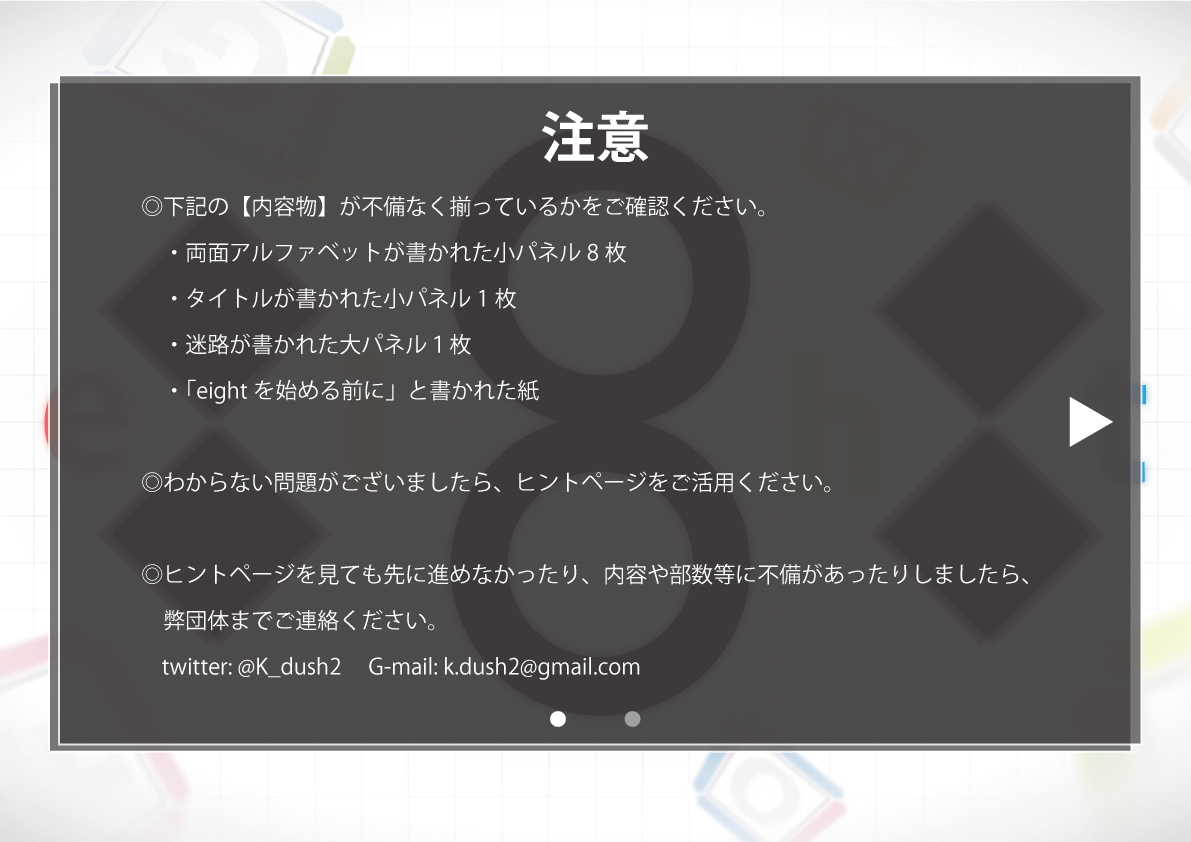 注意
◎下記の【内容物】が不備なく揃っているかをご確認ください。
・両面アルファベットが書かれた小パネル 8 枚
・タイトルが書かれた小パネル 1 枚
・迷路が書かれた大パネル 1 枚
・「eight を始める前に」と書かれた紙
◎わからない問題がございましたら、ヒントページをご活用ください。
◎ヒントページを見ても先に進めなかったり、内容や部数等に不備があったりしましたら、
弊団体までご連絡ください。
twitter: @K_dush2 G-mail: k.dush2@gmail.com